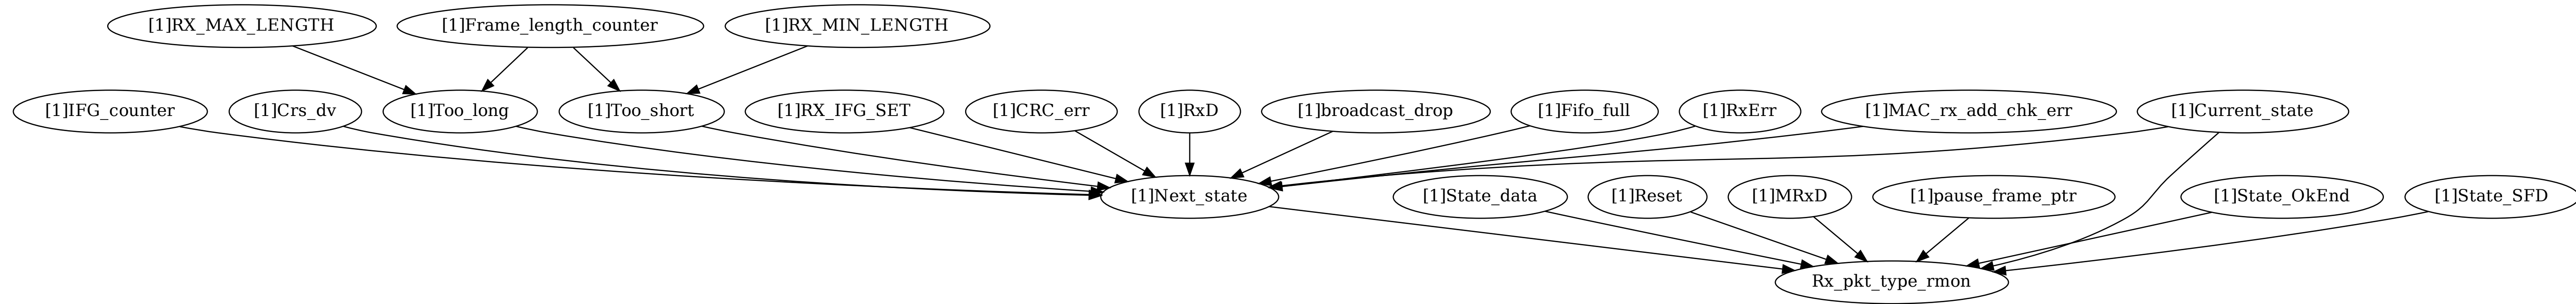 [1]RX_MAX_LENGTH
[1]Frame_length_counter
[1]RX_MIN_LENGTH
[1]IFG_counter
[1]Crs_dv
[1]Too_long
[1]Too_short
[1]RX_IFG_SET
[1]CRC_err
[1]RxD
[1]broadcast_drop
[1]Fifo_full
[1]RxErr
[1]MAC_rx_add_chk_err
[1]Current_state
[1]Next_state
[1]State_data
[1]Reset
[1]MRxD
[1]pause_frame_ptr
[1]State_OkEnd
[1]State_SFD
Rx_pkt_type_rmon